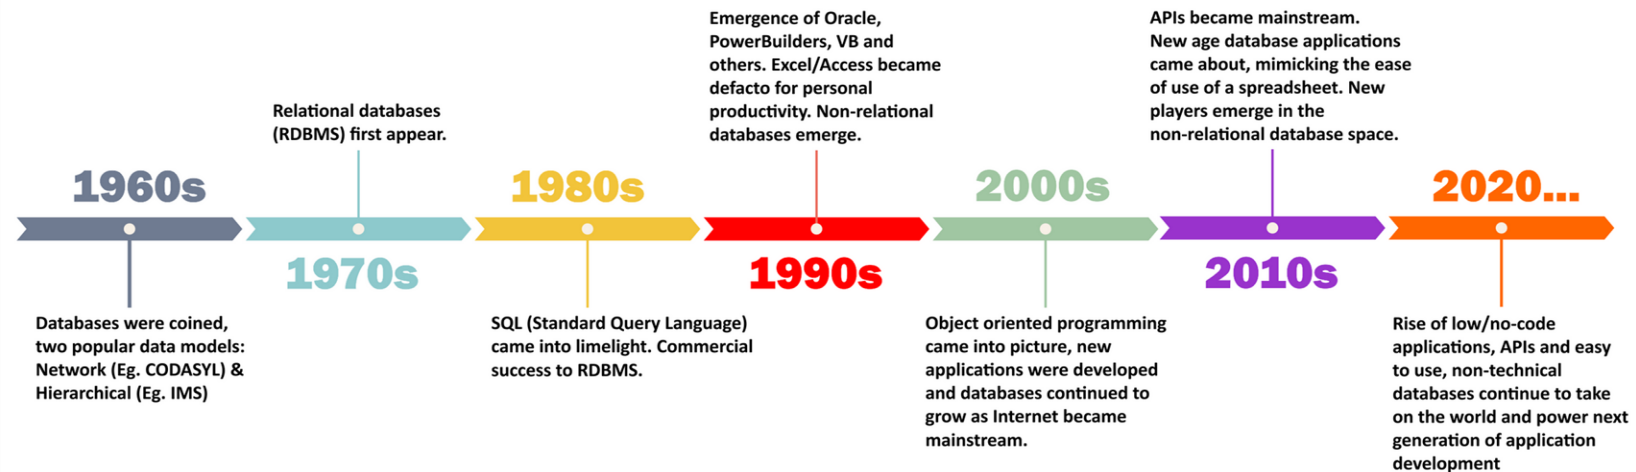 1960s
Databases were coined,
two popular data models:
Network (Eg. CODASYL) &
Hierarchical (Eg. IMS)
Relational databases
(RDBMS) first appear.
1970s
1980s
SQL (Standard Query Language)
came into limelight. Commercial
success to RDBMS.
Emergence of Oracle,
PowerBuilders, VB and
others. Excel/Access became
defacto for personal
productivity. Non-relational
databases emerge.
1990s
2000s
Object oriented programming
came into picture, new
applications were developed
and databases continued to
grow as Internet became
mainstream.
APIs became mainstream.
New age database applications
came about, mimicking the ease
of use of a spreadsheet. New
players emerge in the
non-relational database space.
2010s
2020...
Rise of low/no-code
applications, APIs and easy
to use, non-technical
databases continue to take
on the world and power next
generation of application
development